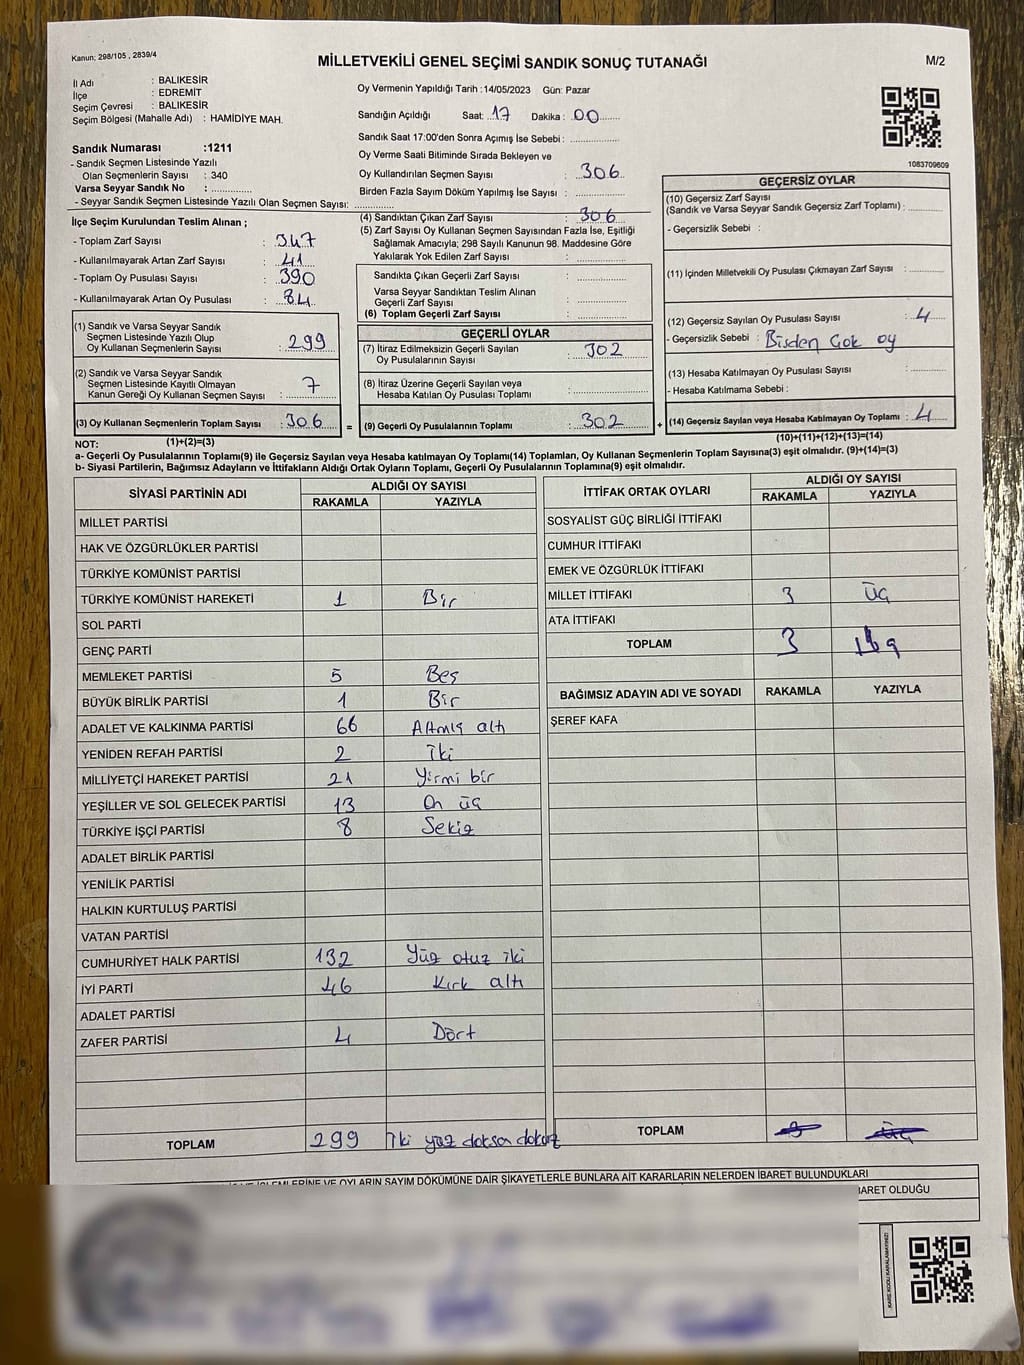 Kanun; 298/105 , 2839/4
MİLLETVEKİLİ GENEL SEÇİMİ SANDIK SONUÇ TUTANAĞI
M/2
İl Adı : BALIKESİR
İlçe : EDREMIT
Seçim Çevresi : BALIKESİR
Seçim Bölgesi (Mahalle Adı) : HAMİDİYE MAH.
Sandık Numarası :1211
- Sandık Seçmen Listesinde Yazılı
Olan Seçmenlerin Sayısı : 340
Varsa Seyyar Sandık No : ..............
- Seyyar Sandık Seçmen Listesinde Yazılı Olan Seçmen Sayısı: ..............
Oy Vermenin Yapıldığı Tarih :14/05/2023 Gün: Pazar
Sandığın Açıldığı Saat: 17 Dakika : 00
Sandık Saat 17:00'den Sonra Açımış İse Sebebi : ..............
Oy Verme Saati Bitiminde Sırada Bekleyen ve
Oy Kullandırılan Seçmen Sayısı : 306
Birden Fazla Sayım Döküm Yapılmış İse Sayısı : ..............
1083709609
İlçe Seçim Kurulundan Teslim Alınan ;
- Toplam Zarf Sayısı : 347
- Kullanılmayarak Artan Zarf Sayısı : 41
- Toplam Oy Pusulası Sayısı : 390
- Kullanılmayarak Artan Oy Pusulası : 84
(1) Sandık ve Varsa Seyyar Sandık
Seçmen Listesinde Yazılı Olup
Oy Kullanan Seçmenlerin Sayısı : 299
(2) Sandık ve Varsa Seyyar Sandık
Seçmen Listesinde Kayıtlı Olmayan
Kanun Gereği Oy Kullanan Seçmen Sayısı : 7
(3) Oy Kullanan Seçmenlerin Toplam Sayısı : 306
(4) Sandıktan Çıkan Zarf Sayısı : 306
(5) Zarf Sayısı Oy Kullanan Seçmen Sayısından Fazla İse, Eşitliği
Sağlamak Amacıyla; 298 Sayılı Kanunun 98. Maddesine Göre
Yakılarak Yok Edilen Zarf Sayısı : ..............
Sandıkta Çıkan Geçerli Zarf Sayısı : ..............
Varsa Seyyar Sandıktan Teslim Alınan
Geçerli Zarf Sayısı : ..............
(6) Toplam Geçerli Zarf Sayısı : ..............
GEÇERLİ OYLAR
(7) İtiraz Edilmeksizin Geçerli Sayılan
Oy Pusulalarının Sayısı : 302
(8) İtiraz Üzerine Geçerli Sayılan veya
Hesaba Katılan Oy Pusulaları Toplamı : ..............
= (9) Geçerli Oy Pusulalarının Toplamı : 302 +
GEÇERSİZ OYLAR
(10) Geçersiz Zarf Sayısı
(Sandık ve Varsa Seyyar Sandık Geçersiz Zarf Toplamı) : ..............
- Geçersizlik Sebebi :
(11) İçinden Milletvekili Oy Pusulası Çıkmayan Zarf Sayısı : ..............
(12) Geçersiz Sayılan Oy Pusulası Sayısı : 4
- Geçersizlik Sebebi : Birden Çok oy
(13) Hesaba Katılmayan Oy Pusulası Sayısı : ..............
- Hesaba Katılmama Sebebi :
(14) Geçersiz Sayılan veya Hesaba Katılmayan Oy Toplamı : 4
NOT: (1)+(2)=(3)
(10)+(11)+(12)+(13)=(14)
a- Geçerli Oy Pusulasının Toplamı(9) ile Geçersiz Sayılan veya Hesaba katılmayan Oy Toplamı(14) Toplamları, Oy Kullanan Seçmenlerin Toplam Sayısına(3) eşit olmalıdır. (9)+(14)=(3)
b- Siyasi Partilerin, Bağımsız Adayların ve İttifakların Aldığı Ortak Oyların Toplamı, Geçerli Oy Pusulalarının Toplamına(9) eşit olmalıdır.
SİYASİ PARTİNİN ADI ALDIĞI OY SAYISI
RAKAMLA YAZIYLA
MİLLET PARTİSİ
HAK VE ÖZGÜRLÜKLER PARTİSİ
TÜRKİYE KOMÜNİST PARTİSİ
TÜRKİYE KOMÜNİST HAREKETİ 1 Bir
SOL PARTİ
GENÇ PARTİ
MEMLEKET PARTİSİ 5 Beş
BÜYÜK BİRLİK PARTİSİ 1 Bir
ADALET VE KALKINMA PARTİSİ 66 Altmış altı
YENİDEN REFAH PARTİSİ 2 İki
MİLLİYETÇİ HAREKET PARTİSİ 21 Yirmi bir
YEŞİLLER VE SOL GELECEK PARTİSİ 13 On üç
TÜRKİYE İŞÇİ PARTİSİ 8 Sekiz
ADALET BİRLİK PARTİSİ
YENİLİK PARTİSİ
HALKIN KURTULUŞ PARTİSİ
VATAN PARTİSİ
CUMHURİYET HALK PARTİSİ 132 Yüz otuz iki
İYİ PARTİ 46 Kırk altı
ADALET PARTİSİ
ZAFER PARTİSİ 4 Dört
TOPLAM 299 İki yüz doksan dokuz
İTTİFAK ORTAK OYLARI ALDIĞI OY SAYISI
RAKAMLA YAZIYLA
SOSYALİST GÜÇ BİRLİĞİ İTTİFAKI
CUMHUR İTTİFAKI
EMEK VE ÖZGÜRLÜK İTTİFAKI
MİLLET İTTİFAKI 3 Üç
ATA İTTİFAKI
TOPLAM 3 Üç
BAĞIMSIZ ADAYIN ADI VE SOYADI RAKAMLA YAZIYLA
ŞEREF KAFA
TOPLAM
İŞLEMLERİNE VE OYLARIN SAYIM DÖKÜMÜNE DAİR ŞİKAYETLERLE BUNLARA AİT KARARLARIN NELERDEN İBARET BULUNDUKLARI
İBARET OLDUĞU
KARE KODU KARALAMAYINIZ!